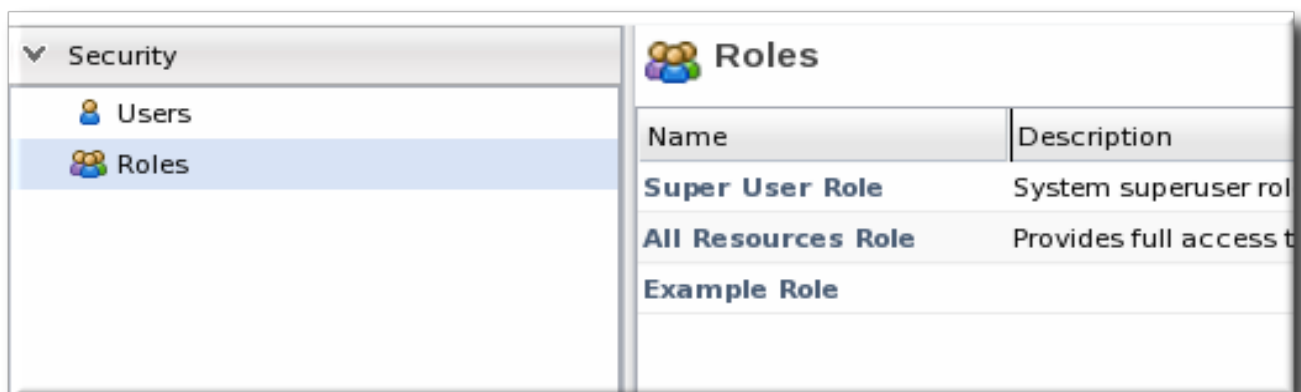 Security
Users
Roles
Roles
Name Description
Super User Role System superuser rol
All Resources Role Provides full access t
Example Role